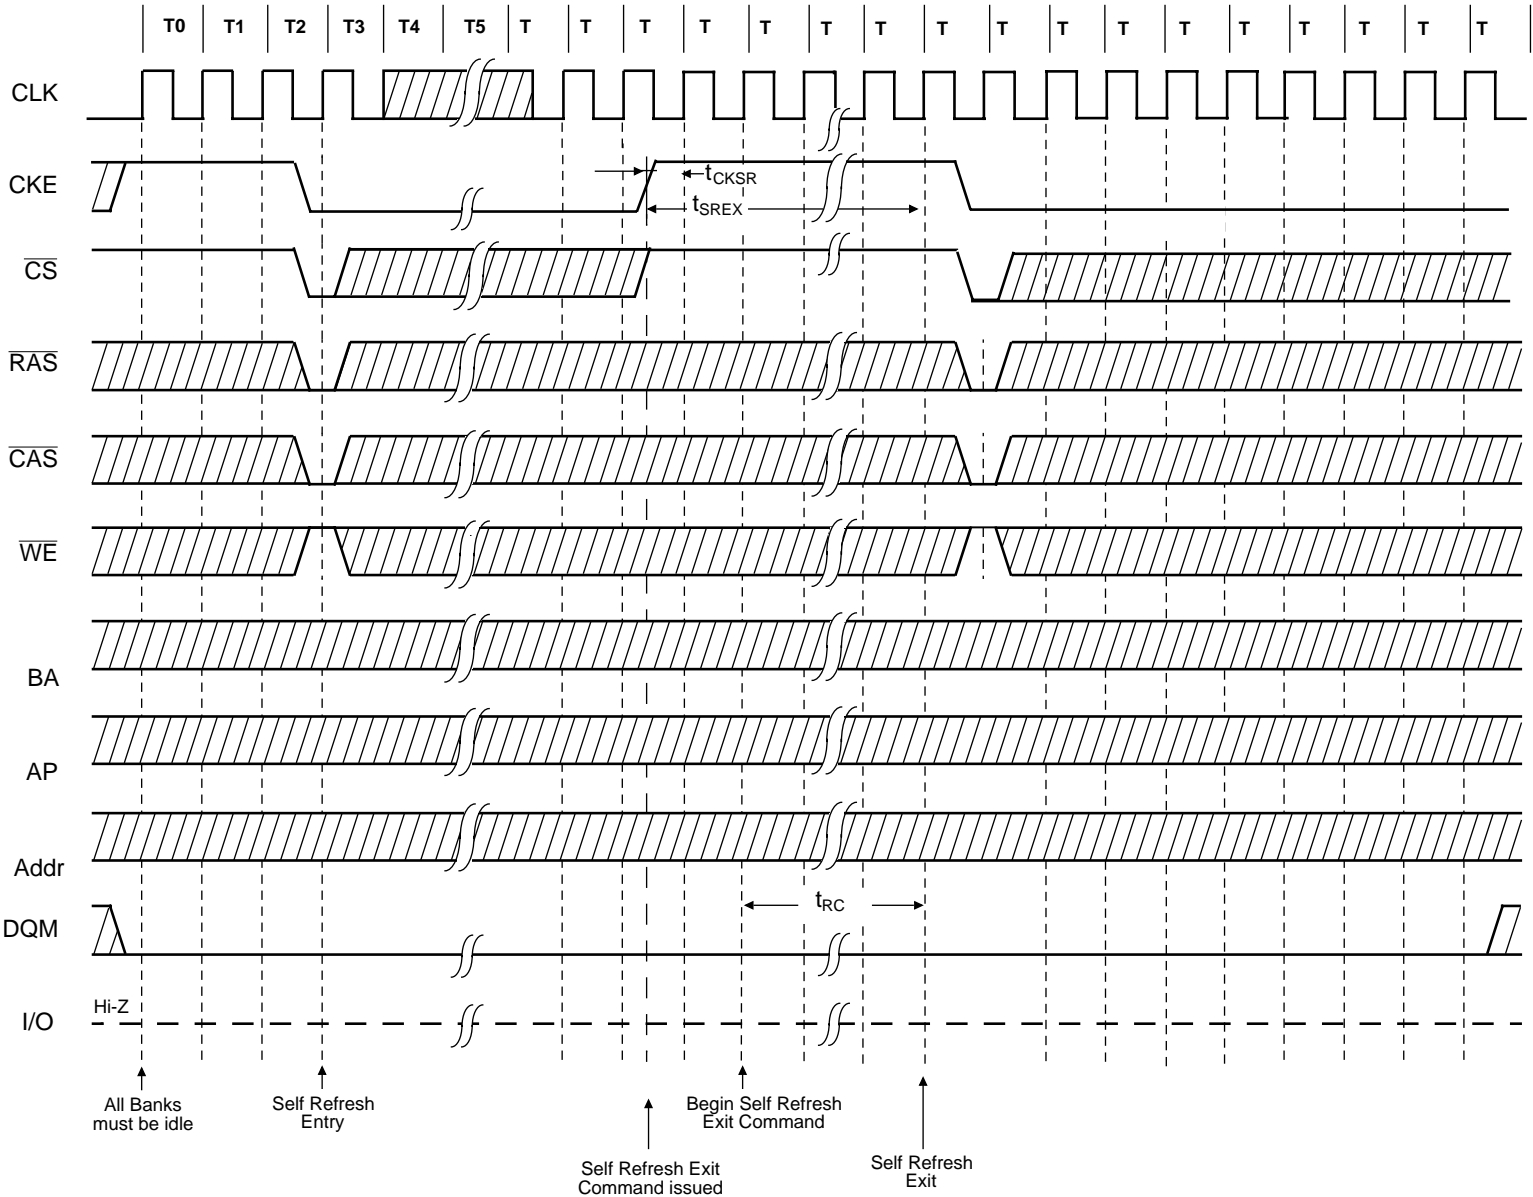 T0 T1 T2 T3 T4 T5 T T T T T T T T T T T T T T T T T
CLK
CKE
tCKSR
tSREX
CS
RAS
CAS
WE
BA
AP
Addr
tRC
DQM
Hi-Z
I/O
All Banks
must be idle
Self Refresh
Entry
Self Refresh Exit
Command issued
Begin Self Refresh
Exit Command
Self Refresh
Exit